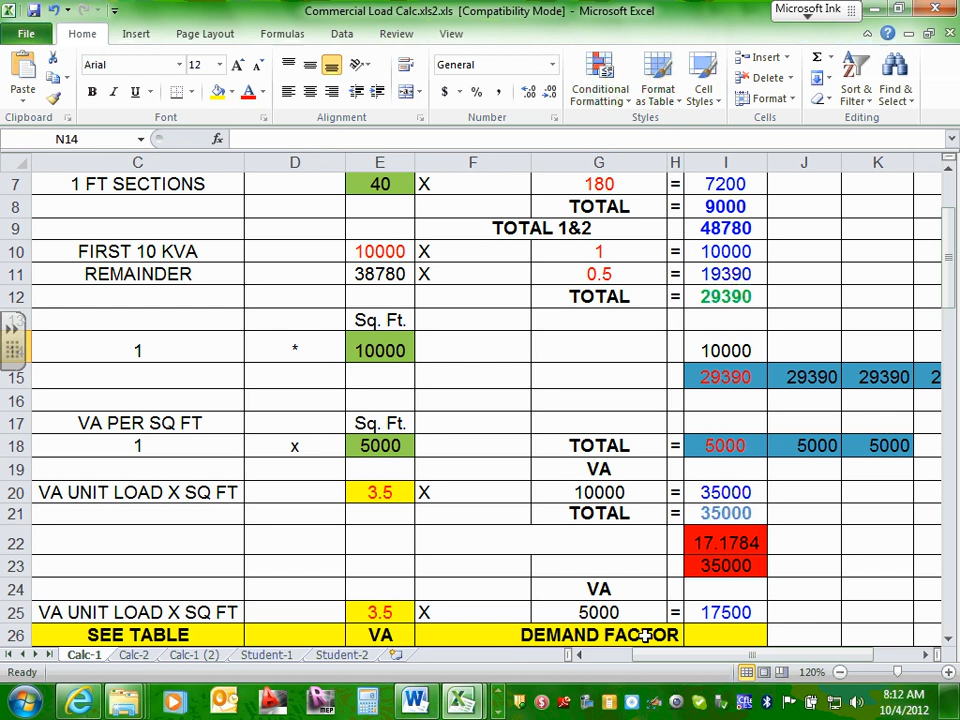 Commercial Load Calc.xls2.xls [Compatibility Mode] - Microsoft Excel
Microsoft Ink
File Home Insert Page Layout Formulas Data Review View
Arial 12 General Insert Σ
Paste B I U A $ % , Conditional Formatting Format as Table Cell Styles Delete Format Sort & Filter Find & Select
Clipboard Font Alignment Number Styles Cells Editing
N14 fx
C D E F G H I J K
7 1 FT SECTIONS 40 X 180 = 7200
8 TOTAL = 9000
9 TOTAL 1&2 48780
10 FIRST 10 KVA 10000 X 1 = 10000
11 REMAINDER 38780 X 0.5 = 19390
12 TOTAL = 29390
13 Sq. Ft.
1 * 10000 10000
15 29390 29390 29390 2
16
17 VA PER SQ FT Sq. Ft.
18 1 x 5000 TOTAL = 5000 5000 5000
19 VA
20 VA UNIT LOAD X SQ FT 3.5 X 10000 = 35000
21 TOTAL = 35000
22 17.1784
23 35000
24 VA
25 VA UNIT LOAD X SQ FT 3.5 X 5000 = 17500
26 SEE TABLE VA DEMAND FACTOR
Calc-1 Calc-2 Calc-1 (2) Student-1 Student-2
Ready 120%
8:12 AM
10/4/2012